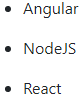 • Angular
• NodeJS
• React